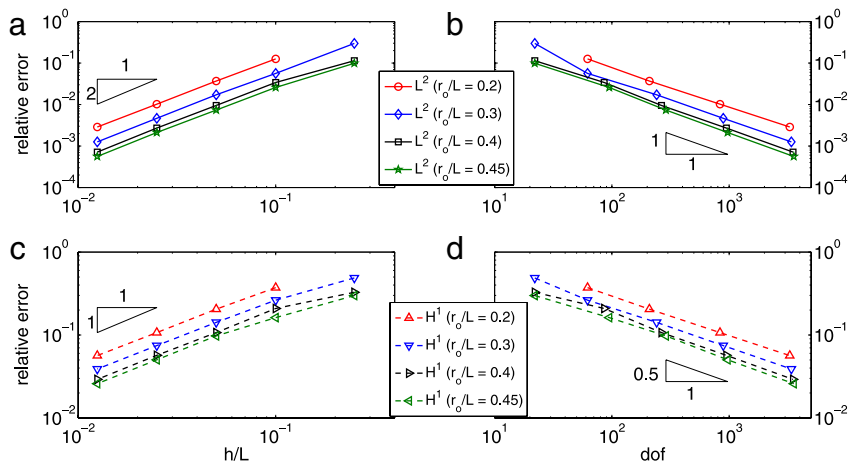 a
b
relative error
10^0
10^-1
10^-2
10^-3
10^-4
1
2
L^2 (r_o/L = 0.2)
L^2 (r_o/L = 0.3)
L^2 (r_o/L = 0.4)
L^2 (r_o/L = 0.45)
1
1
10^0
10^-1
10^-2
10^-3
10^-4
10^-2
10^-1
10^1
10^2
10^3
c
d
relative error
10^0
10^-1
10^-2
1
1
H^1 (r_o/L = 0.2)
H^1 (r_o/L = 0.3)
H^1 (r_o/L = 0.4)
H^1 (r_o/L = 0.45)
0.5
1
10^0
10^-1
10^-2
10^-2
10^-1
10^1
10^2
10^3
h/L
dof